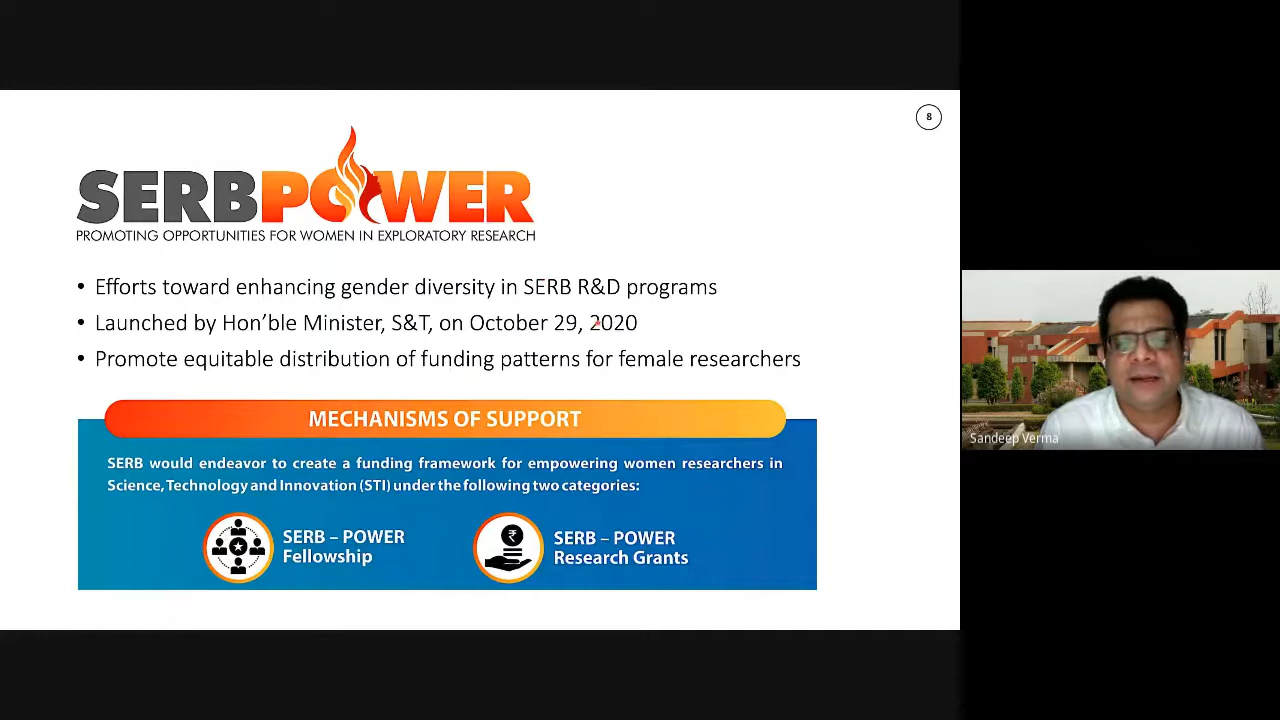 8
SERBPOWER
PROMOTING OPPORTUNITIES FOR WOMEN IN EXPLORATORY RESEARCH
• Efforts toward enhancing gender diversity in SERB R&D programs
• Launched by Hon’ble Minister, S&T, on October 29, 2020
• Promote equitable distribution of funding patterns for female researchers
MECHANISMS OF SUPPORT
SERB would endeavor to create a funding framework for empowering women researchers in
Science, Technology and Innovation (STI) under the following two categories:
SERB – POWER
Fellowship
₹
SERB – POWER
Research Grants
Sandeep Verma